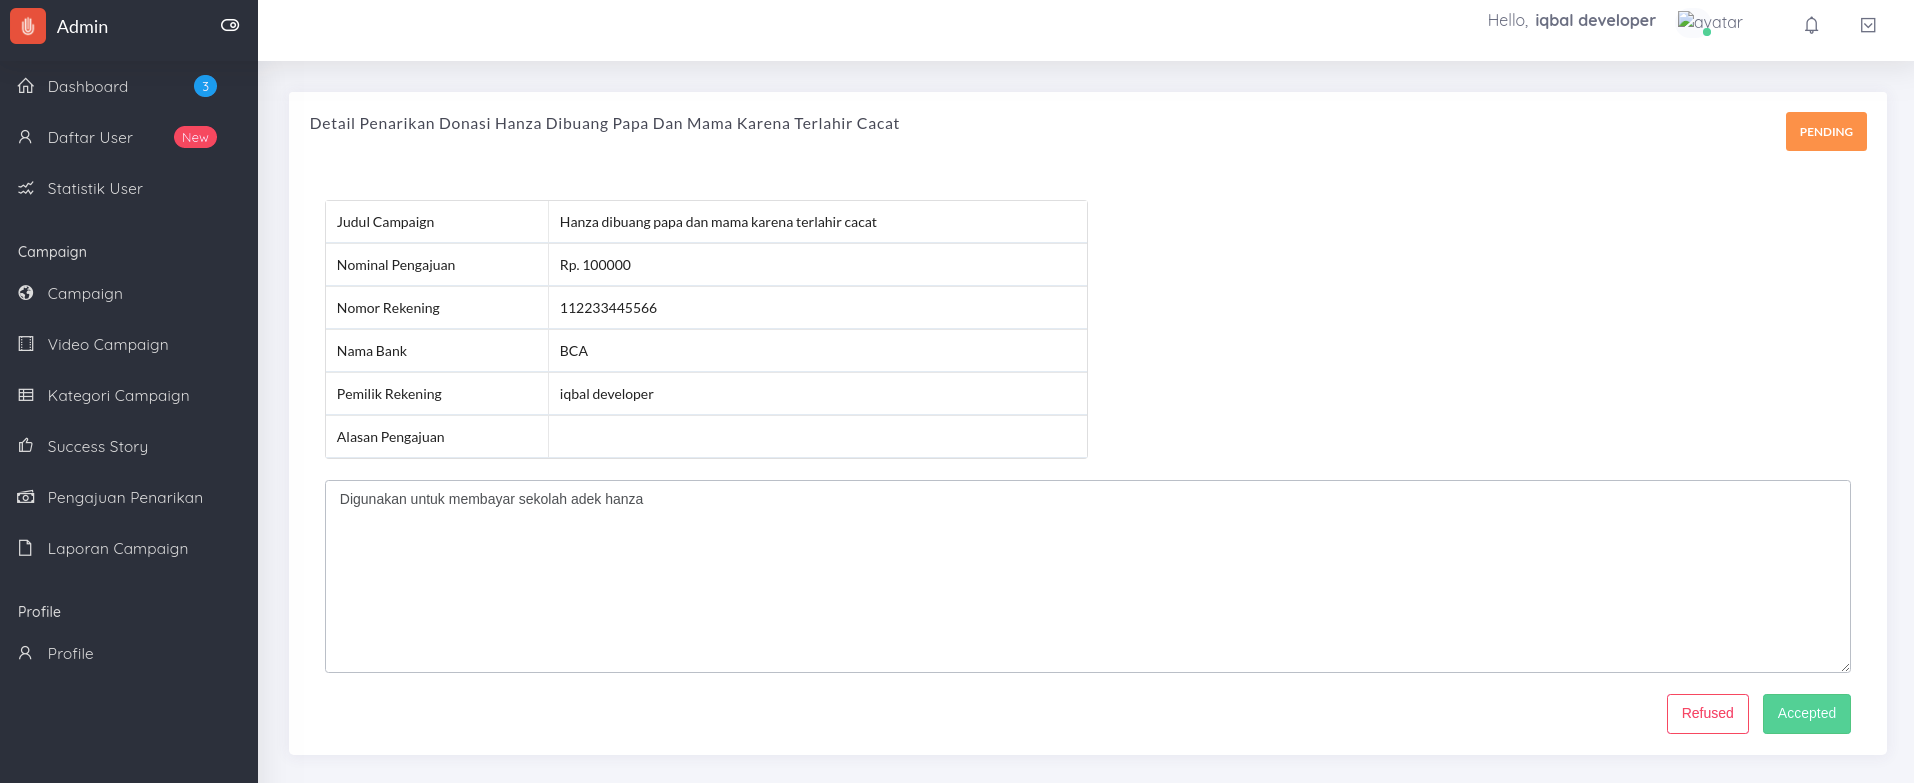 Admin
Hello, iqbal developer
avatar
Dashboard 3
Daftar User New
Statistik User
Campaign
Campaign
Video Campaign
Kategori Campaign
Success Story
Pengajuan Penarikan
Laporan Campaign
Profile
Profile
Detail Penarikan Donasi Hanza Dibuang Papa Dan Mama Karena Terlahir Cacat
PENDING
Judul Campaign Hanza dibuang papa dan mama karena terlahir cacat
Nominal Pengajuan Rp. 100000
Nomor Rekening 112233445566
Nama Bank BCA
Pemilik Rekening iqbal developer
Alasan Pengajuan
Digunakan untuk membayar sekolah adek hanza
Refused Accepted